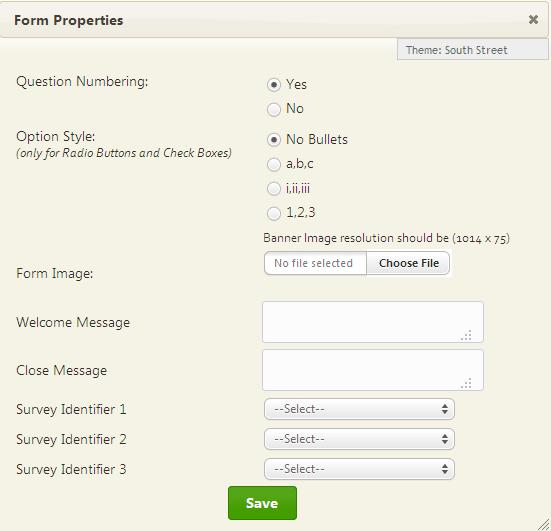 Form Properties
Theme: South Street
Question Numbering:
Yes
No
Option Style:
(only for Radio Buttons and Check Boxes)
No Bullets
a,b,c
i,ii,iii
1,2,3
Banner Image resolution should be (1014 x 75)
Form Image:
No file selected Choose File
Welcome Message
Close Message
Survey Identifier 1 --Select--
Survey Identifier 2 --Select--
Survey Identifier 3 --Select--
Save